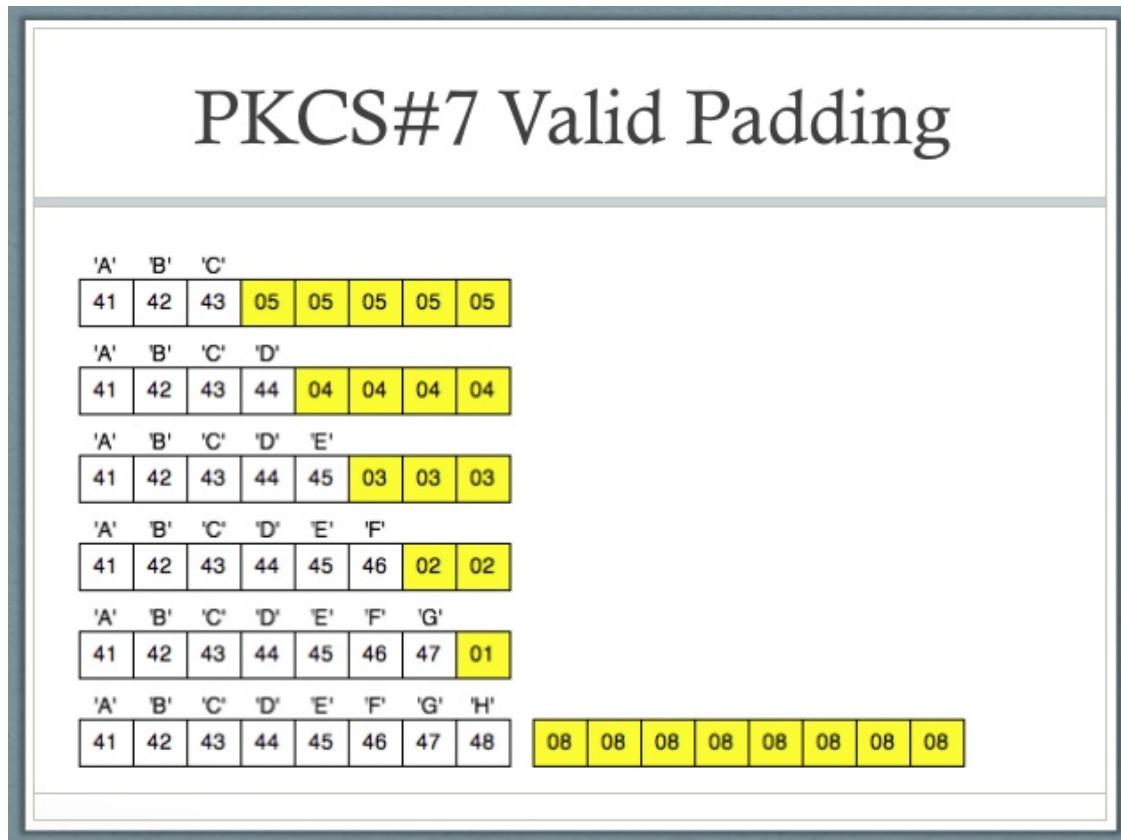 PKCS#7 Valid Padding
'A' 'B' 'C'
41 42 43 05 05 05 05 05
'A' 'B' 'C' 'D'
41 42 43 44 04 04 04 04
'A' 'B' 'C' 'D' 'E'
41 42 43 44 45 03 03 03
'A' 'B' 'C' 'D' 'E' 'F'
41 42 43 44 45 46 02 02
'A' 'B' 'C' 'D' 'E' 'F' 'G'
41 42 43 44 45 46 47 01
'A' 'B' 'C' 'D' 'E' 'F' 'G' 'H'
41 42 43 44 45 46 47 48 08 08 08 08 08 08 08 08